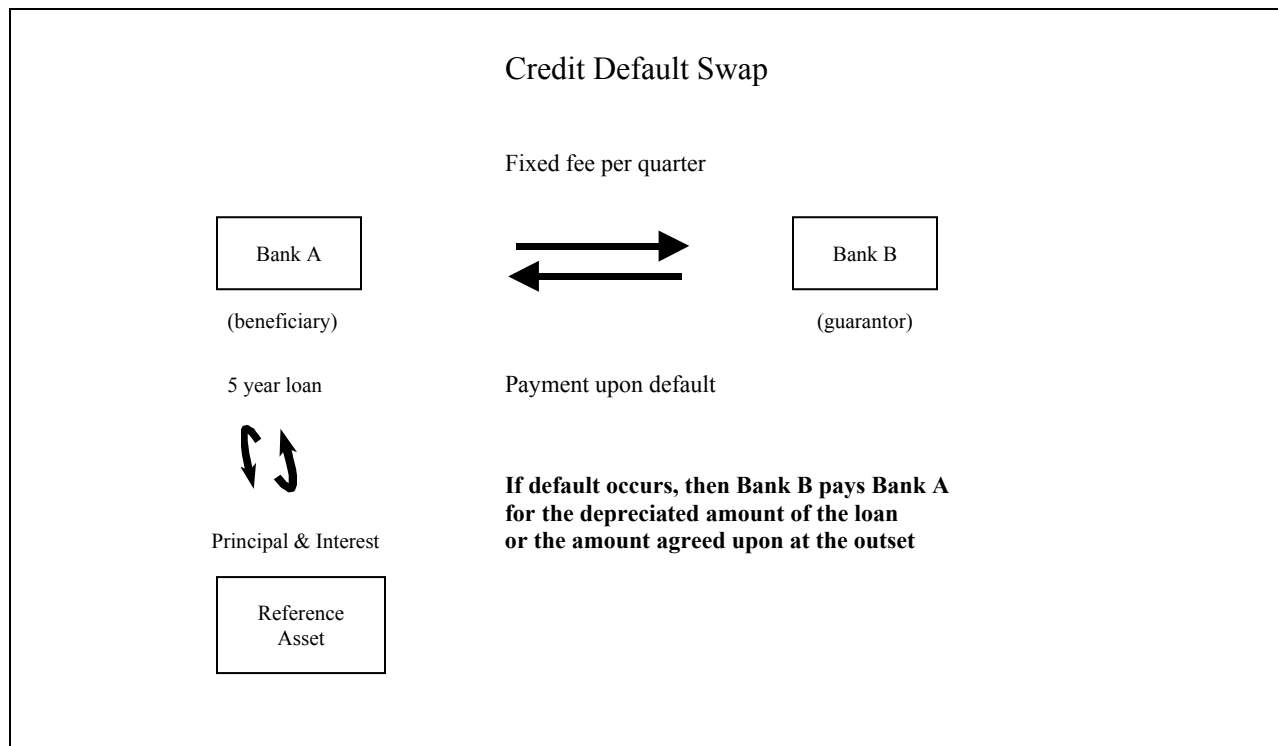 Credit Default Swap
Fixed fee per quarter
Bank A
Bank B
(beneficiary)
(guarantor)
5 year loan
Payment upon default
If default occurs, then Bank B pays Bank A
for the depreciated amount of the loan
or the amount agreed upon at the outset
Principal & Interest
Reference
Asset